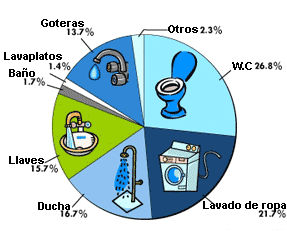 Goteras
13.7%
Otros 2.3%
Lavaplatos
1.4%
Baño
1.7%
W.C
26.8%
Llaves
15.7%
Ducha
16.7%
Lavado de ropa
21.7%